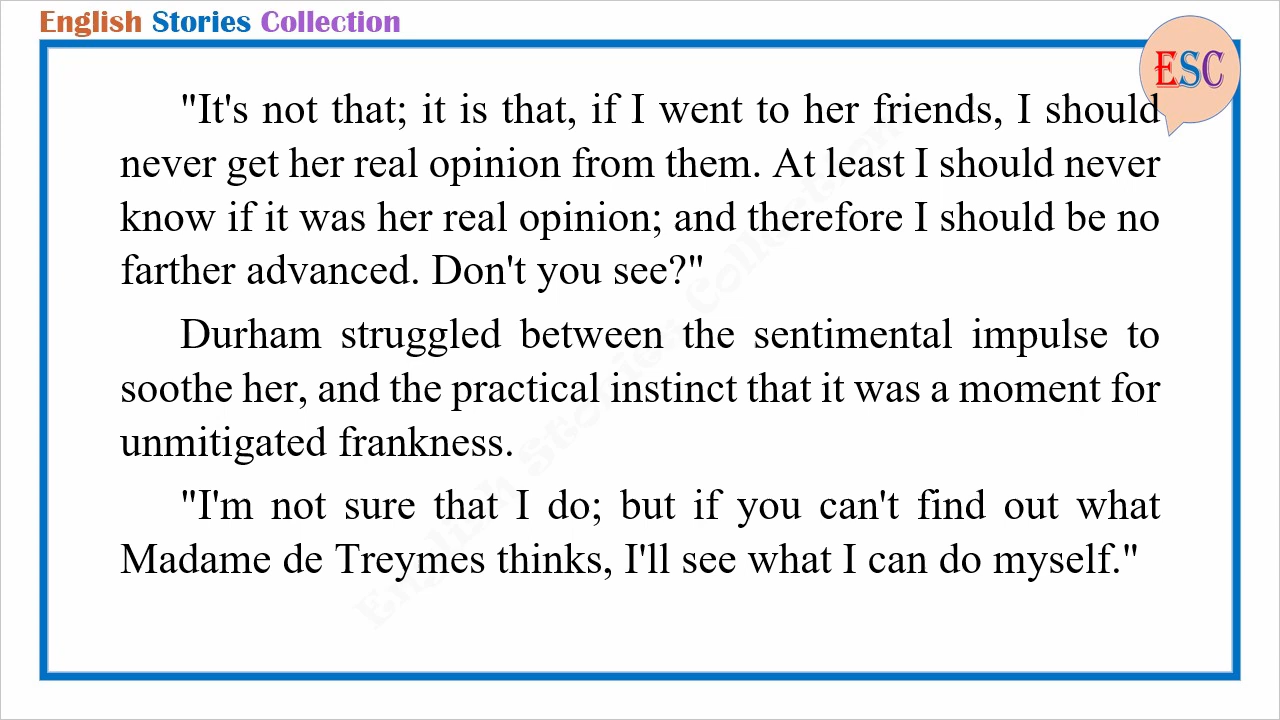 English Stories Collection
ESC
"It's not that; it is that, if I went to her friends, I should
never get her real opinion from them. At least I should never
know if it was her real opinion; and therefore I should be no
farther advanced. Don't you see?"
Durham struggled between the sentimental impulse to
soothe her, and the practical instinct that it was a moment for
unmitigated frankness.
"I'm not sure that I do; but if you can't find out what
Madame de Treymes thinks, I'll see what I can do myself."
English Stories Collection